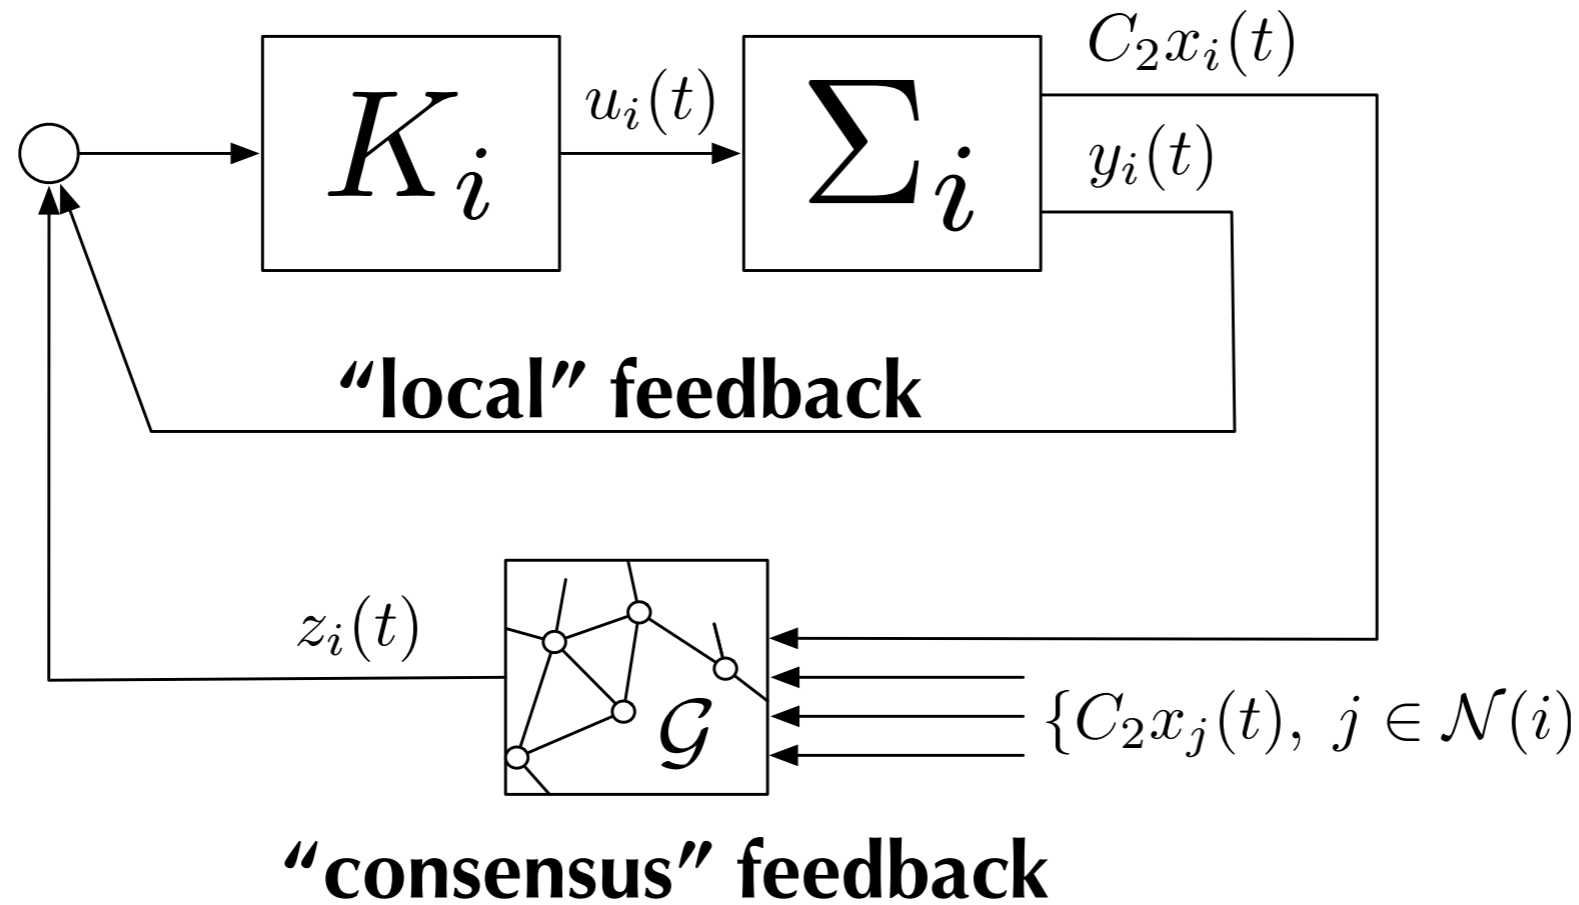 C₂xᵢ(t)
Kᵢ
uᵢ(t)
Σᵢ
yᵢ(t)
“local” feedback
zᵢ(t)
𝒢
{C₂xⱼ(t), j ∈ 𝒩(i)
“consensus” feedback